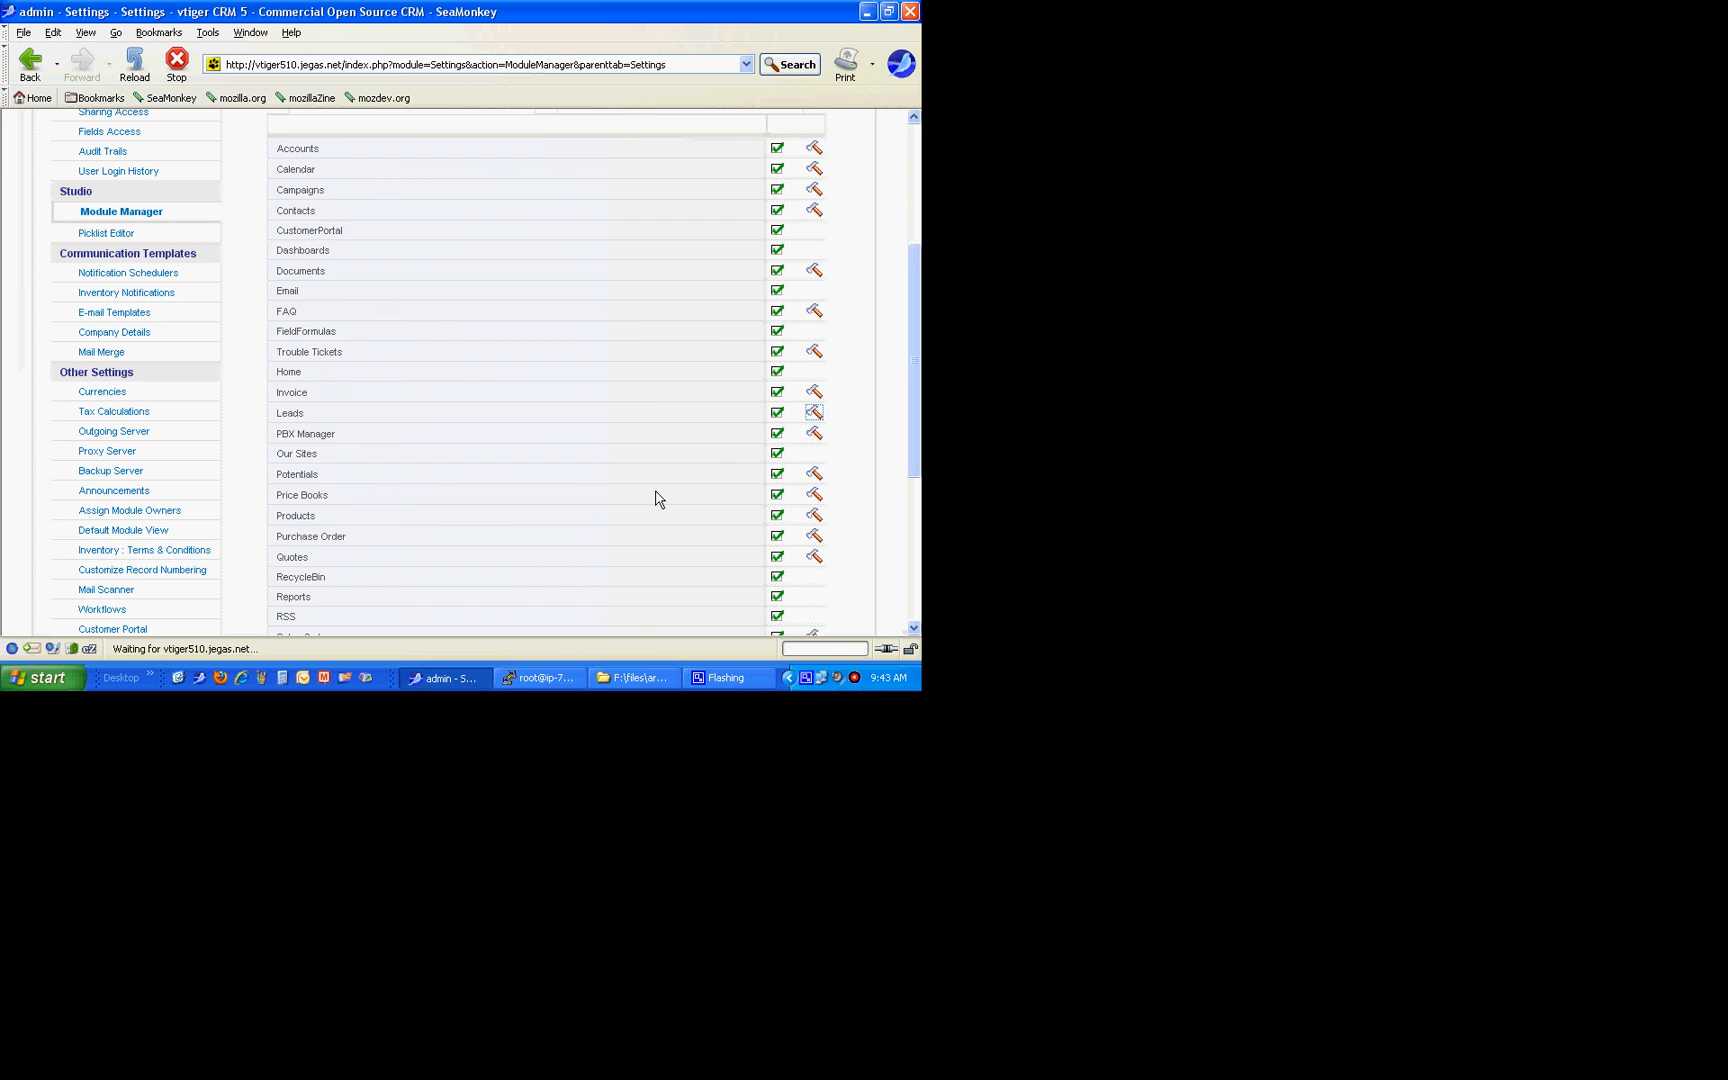 admin - Settings - Settings - vtiger CRM 5 - Commercial Open Source CRM - SeaMonkey
File Edit View Go Bookmarks Tools Window Help
Back Forward Reload Stop http://vtiger510.jegas.net/index.php?module=Settings&action=ModuleManager&parenttab=Settings Search Print
Home Bookmarks SeaMonkey mozilla.org mozillaZine mozdev.org
Sharing Access
Fields Access
Audit Trails
User Login History
Studio
Module Manager
Picklist Editor
Communication Templates
Notification Schedulers
Inventory Notifications
E-mail Templates
Company Details
Mail Merge
Other Settings
Currencies
Tax Calculations
Outgoing Server
Proxy Server
Backup Server
Announcements
Assign Module Owners
Default Module View
Inventory : Terms & Conditions
Customize Record Numbering
Mail Scanner
Workflows
Customer Portal
Accounts
Calendar
Campaigns
Contacts
CustomerPortal
Dashboards
Documents
Email
FAQ
FieldFormulas
Trouble Tickets
Home
Invoice
Leads
PBX Manager
Our Sites
Potentials
Price Books
Products
Purchase Order
Quotes
RecycleBin
Reports
RSS
Waiting for vtiger510.jegas.net...
start Desktop » admin - S... root@ip-7... F:\files\ar... Flashing 9:43 AM